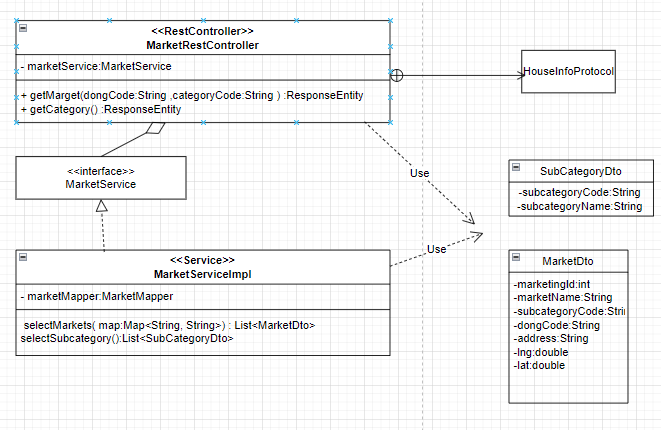 <<RestController>>
MarketRestController
- marketService:MarketService
+ getMarget(dongCode:String ,categoryCode:String ) :ResponseEntity
+ getCategory() :ResponseEntity
HouseInfoProtocol
<<interface>>
MarketService
Use
SubCategoryDto
-subcategoryCode:String
-subcategoryName:String
Use
<<Service>>
MarketServiceImpl
- marketMapper:MarketMapper
selectMarkets( map:Map<String, String>) : List<MarketDto>
selectSubcategory():List<SubCategoryDto>
MarketDto
-marketingId:int
-marketName:String
-subcategoryCode:Stri
-dongCode:String
-address:String
-lng:double
-lat:double